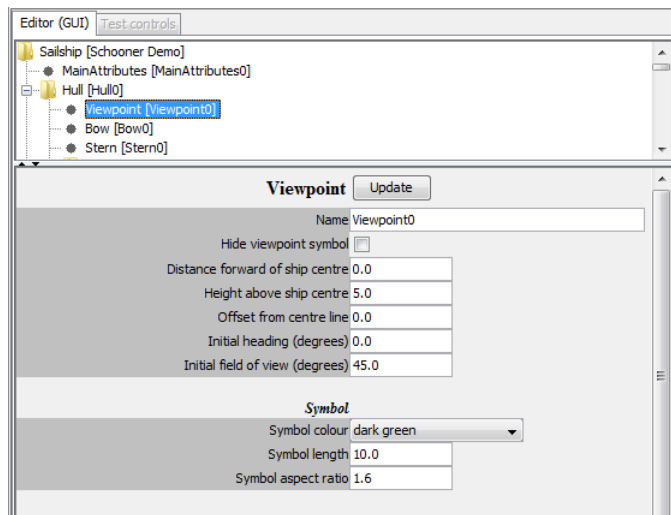 Editor (GUI) Test controls
Sailship [Schooner Demo]
MainAttributes [MainAttributes0]
Hull [Hull0]
Viewpoint [Viewpoint0]
Bow [Bow0]
Stern [Stern0]
Viewpoint Update
Name Viewpoint0
Hide viewpoint symbol
Distance forward of ship centre 0.0
Height above ship centre 5.0
Offset from centre line 0.0
Initial heading (degrees) 0.0
Initial field of view (degrees) 45.0
Symbol
Symbol colour dark green
Symbol length 10.0
Symbol aspect ratio 1.6